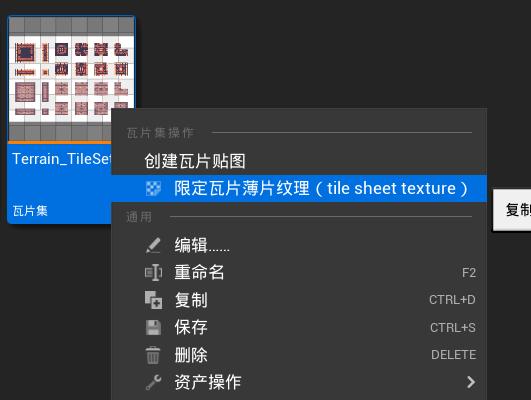 Terrain_TileSet
瓦片集
瓦片集操作
创建瓦片贴图
限定瓦片薄片纹理（tile sheet texture）
通用
编辑......
重命名 F2
复制 CTRL+D
保存 CTRL+S
删除 DELETE
资产操作
复制